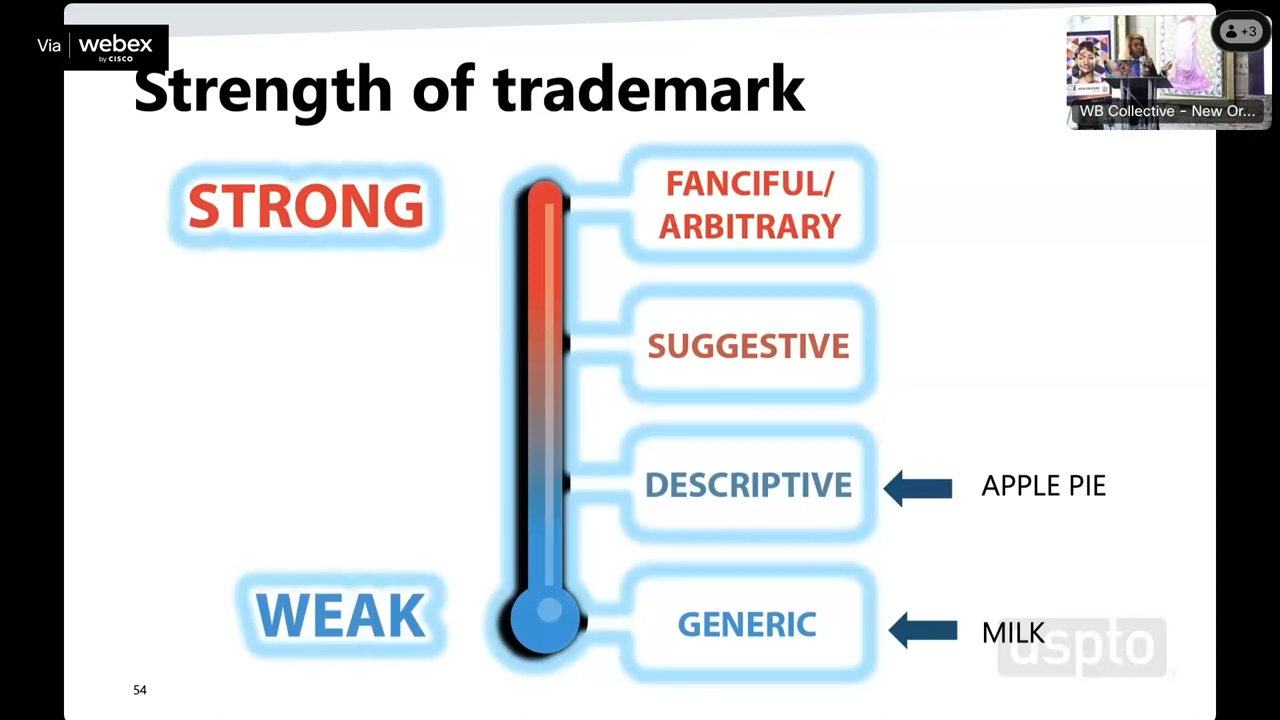 Via webex
by CISCO
+3
WB Collective - New Or...
Strength of trademark
STRONG
FANCIFUL/
ARBITRARY
SUGGESTIVE
DESCRIPTIVE
APPLE PIE
WEAK
GENERIC
MILK
uspto
54